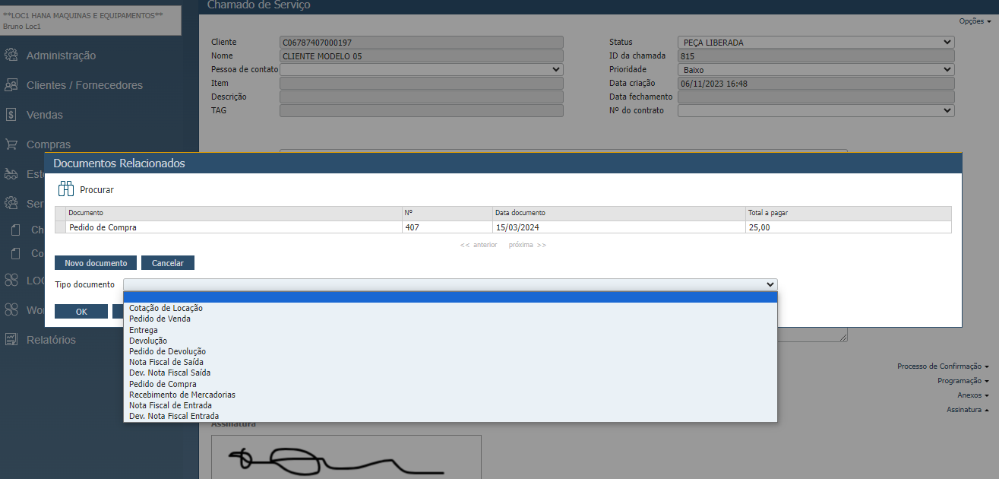 **LOC1 HANA MAQUINAS E EQUIPAMENTOS**
Bruno Loc1
Administração
Clientes / Fornecedores
Vendas
Compras
Relatórios
Chamado de Serviço
Opções
Cliente C06787407000197
Nome CLIENTE MODELO 05
Pessoa de contato
Item
Descrição
TAG
Status PEÇA LIBERADA
ID da chamada 815
Prioridade Baixo
Data criação 06/11/2023 16:48
Data fechamento
Nº do contrato
Documentos Relacionados
Procurar
Documento Nº Data documento Total a pagar
Pedido de Compra 407 15/03/2024 25,00
<< anterior próxima >>
Novo documento Cancelar
Tipo documento
OK
Cotação de Locação
Pedido de Venda
Entrega
Devolução
Pedido de Devolução
Nota Fiscal de Saída
Dev. Nota Fiscal Saída
Pedido de Compra
Recebimento de Mercadorias
Nota Fiscal de Entrada
Dev. Nota Fiscal Entrada
Processo de Confirmação
Programação
Anexos
Assinatura
Assinatura